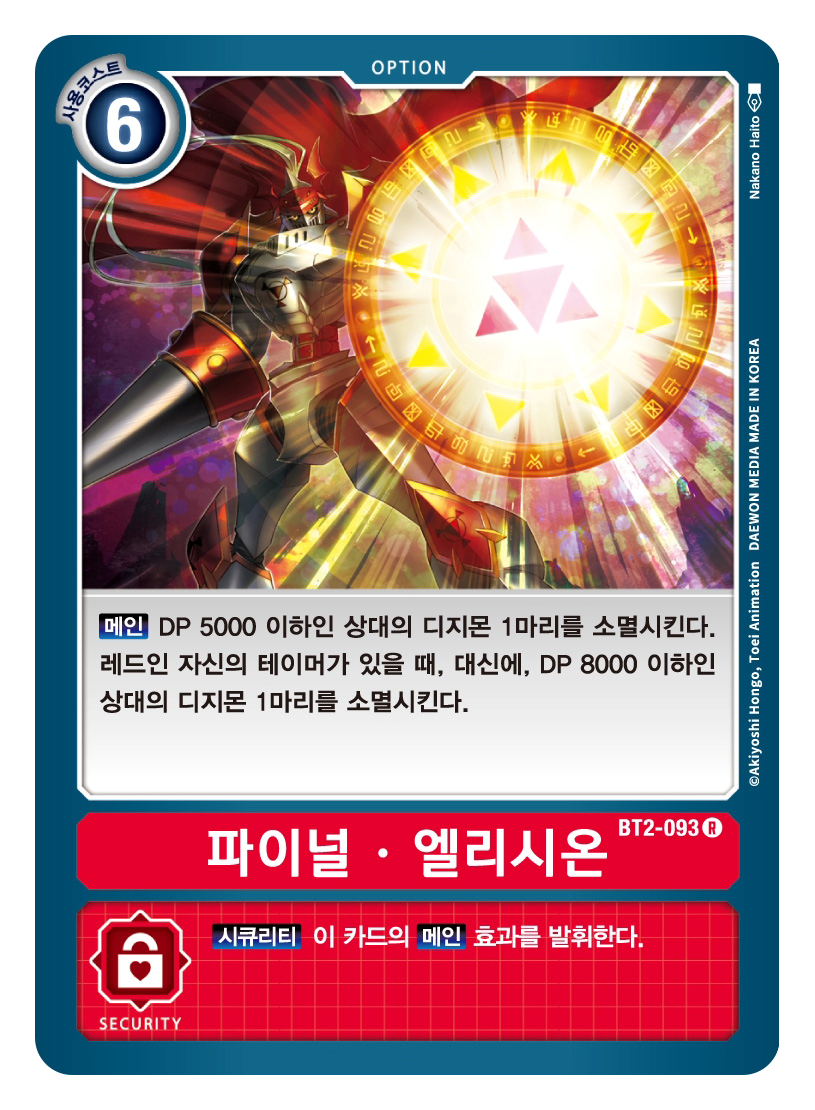 OPTION
사용코스트
6
Nakano Haito
메인 DP 5000 이하인 상대의 디지몬 1마리를 소멸시킨다.
레드인 자신의 테이머가 있을 때, 대신에, DP 8000 이하인
상대의 디지몬 1마리를 소멸시킨다.
©Akiyoshi Hongo, Toei Animation DAEWON MEDIA MADE IN KOREA
BT2-093 R
파이널 · 엘리시온
시큐리티 이 카드의 메인 효과를 발휘한다.
SECURITY